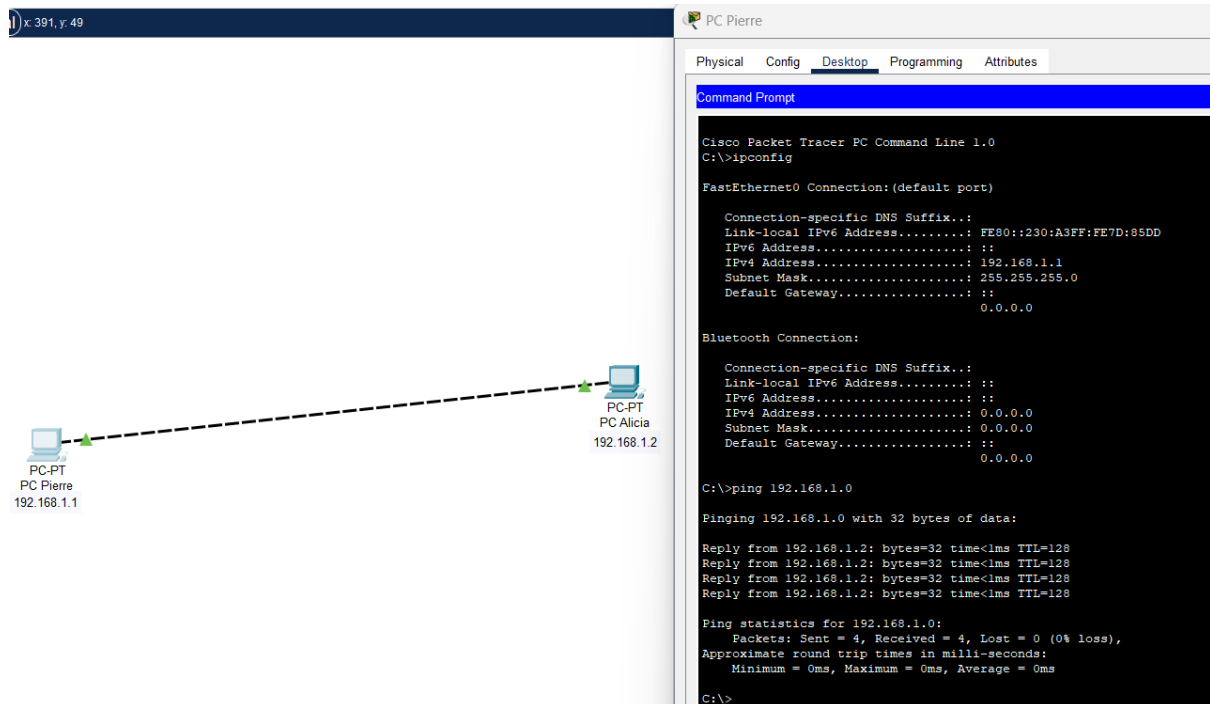 x: 391, y: 49
PC-PT
PC Pierre
192.168.1.1
PC-PT
PC Alicia
192.168.1.2
PC Pierre
Physical Config Desktop Programming Attributes
Command Prompt
Cisco Packet Tracer PC Command Line 1.0
C:\>ipconfig
FastEthernet0 Connection:(default port)
Connection-specific DNS Suffix..:
Link-local IPv6 Address.........: FE80::230:A3FF:FE7D:85DD
IPv6 Address....................: ::
IPv4 Address....................: 192.168.1.1
Subnet Mask.....................: 255.255.255.0
Default Gateway.................: ::
0.0.0.0
Bluetooth Connection:
Connection-specific DNS Suffix..:
Link-local IPv6 Address.........: ::
IPv6 Address....................: ::
IPv4 Address....................: 0.0.0.0
Subnet Mask.....................: 0.0.0.0
Default Gateway.................: ::
0.0.0.0
C:\>ping 192.168.1.0
Pinging 192.168.1.0 with 32 bytes of data:
Reply from 192.168.1.2: bytes=32 time<1ms TTL=128
Reply from 192.168.1.2: bytes=32 time<1ms TTL=128
Reply from 192.168.1.2: bytes=32 time<1ms TTL=128
Reply from 192.168.1.2: bytes=32 time<1ms TTL=128
Ping statistics for 192.168.1.0:
Packets: Sent = 4, Received = 4, Lost = 0 (0% loss),
Approximate round trip times in milli-seconds:
Minimum = 0ms, Maximum = 0ms, Average = 0ms
C:\>